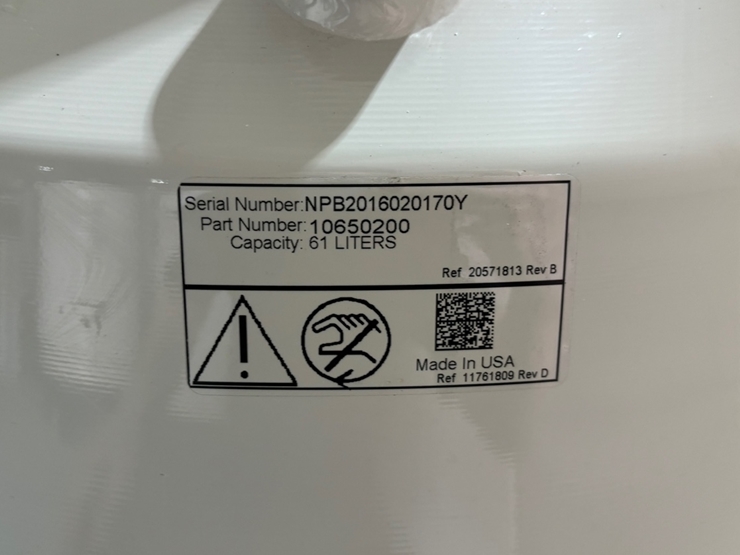 Serial Number:NPB2016020170Y
Part Number:10650200
Capacity: 61 LITERS
Ref 20571813 Rev B
Made In USA
Ref 11761809 Rev D